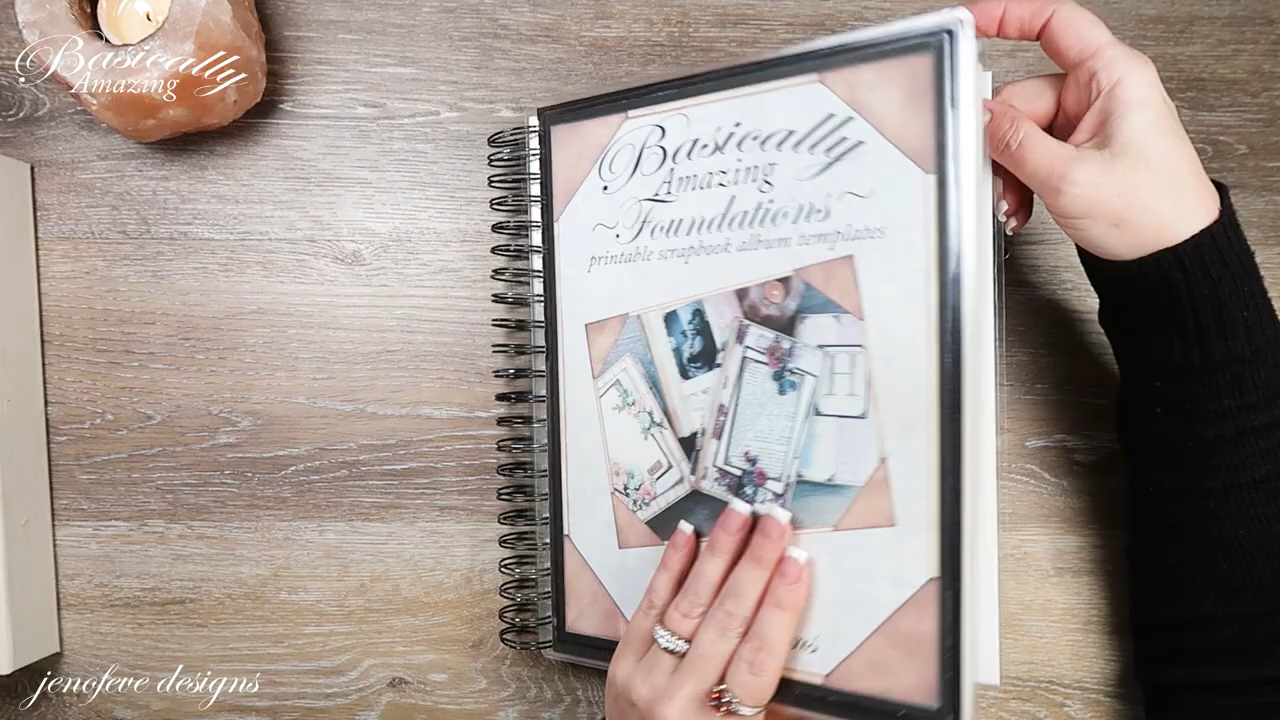 Basically
Amazing
Basically
Amazing
~Foundations~
printable scrapbook album templates
H
jenofeve designs